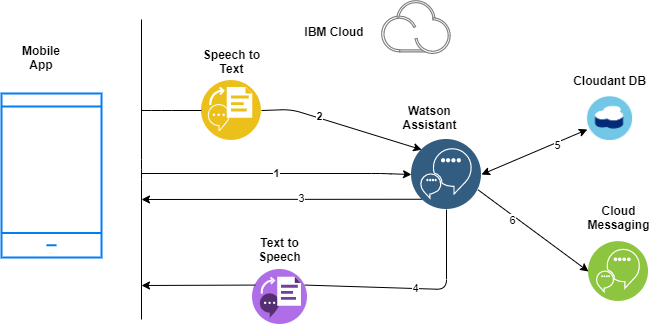 IBM Cloud
Mobile
App
Speech to
Text
Cloudant DB
2
Watson
Assistant
5
1
3
6
Cloud
Messaging
Text to
Speech
4